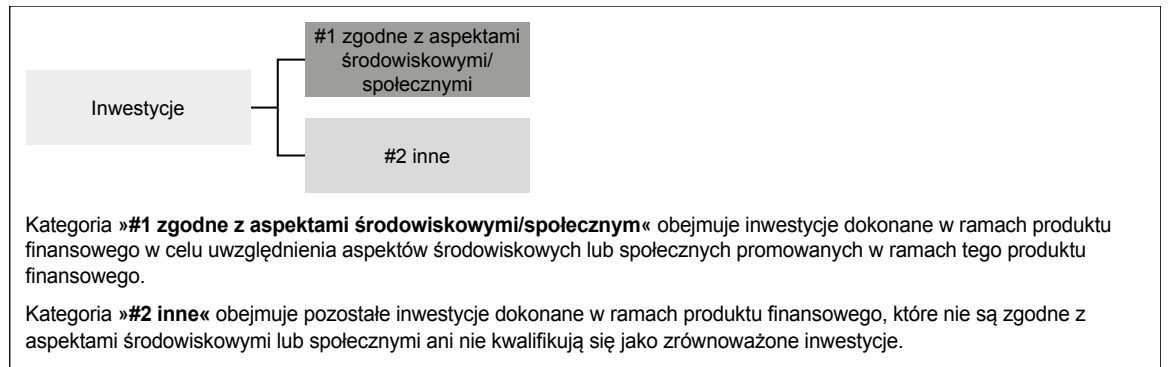 #1 zgodne z aspektami
środowiskowymi/
społecznymi
Inwestycje
#2 inne
Kategoria »#1 zgodne z aspektami środowiskowymi/społecznym« obejmuje inwestycje dokonane w ramach produktu
finansowego w celu uwzględnienia aspektów środowiskowych lub społecznych promowanych w ramach tego produktu
finansowego.
Kategoria »#2 inne« obejmuje pozostałe inwestycje dokonane w ramach produktu finansowego, które nie są zgodne z
aspektami środowiskowymi lub społecznymi ani nie kwalifikują się jako zrównoważone inwestycje.